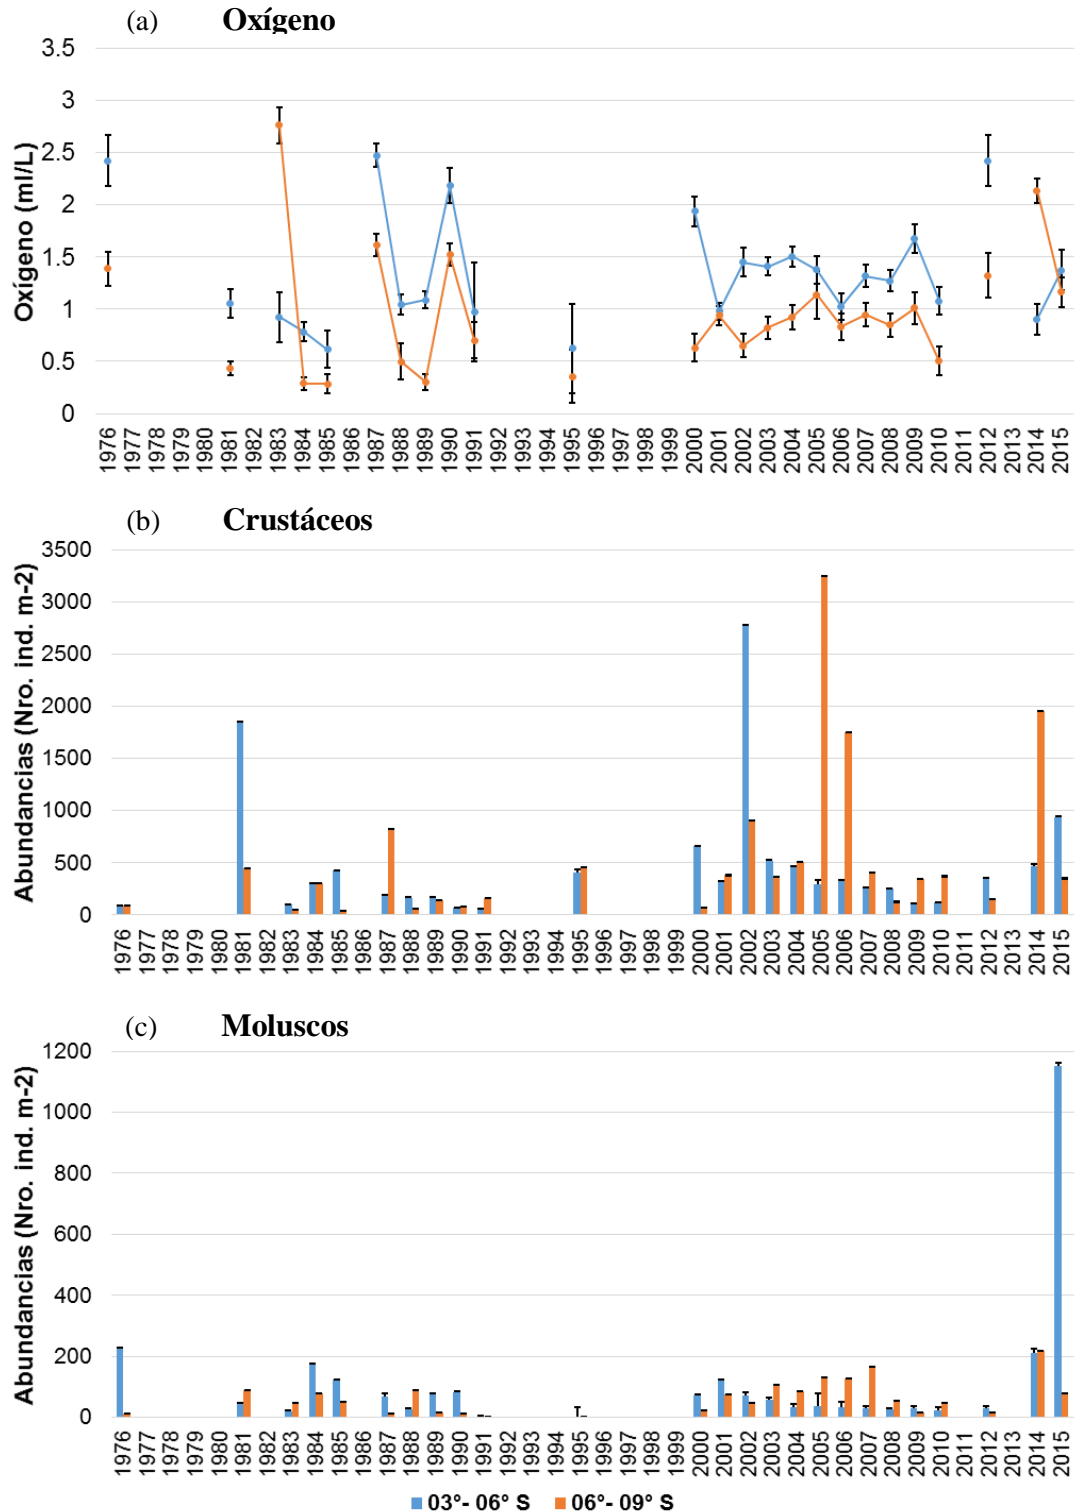 (a) Oxígeno
3.5
3
2.5
2
1.5
1
0.5
0
Oxígeno (ml/L)
1976 1977 1978 1979 1980 1981 1982 1983 1984 1985 1986 1987 1988 1989 1990 1991 1992 1993 1994 1995 1996 1997 1998 1999 2000 2001 2002 2003 2004 2005 2006 2007 2008 2009 2010 2011 2012 2013 2014 2015
(b) Crustáceos
3500
3000
2500
2000
1500
1000
500
0
Abundancias (Nro. ind. m-2)
1976 1977 1978 1979 1980 1981 1982 1983 1984 1985 1986 1987 1988 1989 1990 1991 1992 1993 1994 1995 1996 1997 1998 1999 2000 2001 2002 2003 2004 2005 2006 2007 2008 2009 2010 2011 2012 2013 2014 2015
(c) Moluscos
1200
1000
800
600
400
200
0
Abundancias (Nro. ind. m-2)
1976 1977 1978 1979 1980 1981 1982 1983 1984 1985 1986 1987 1988 1989 1990 1991 1992 1993 1994 1995 1996 1997 1998 1999 2000 2001 2002 2003 2004 2005 2006 2007 2008 2009 2010 2011 2012 2013 2014 2015
03°- 06° S 06°- 09° S